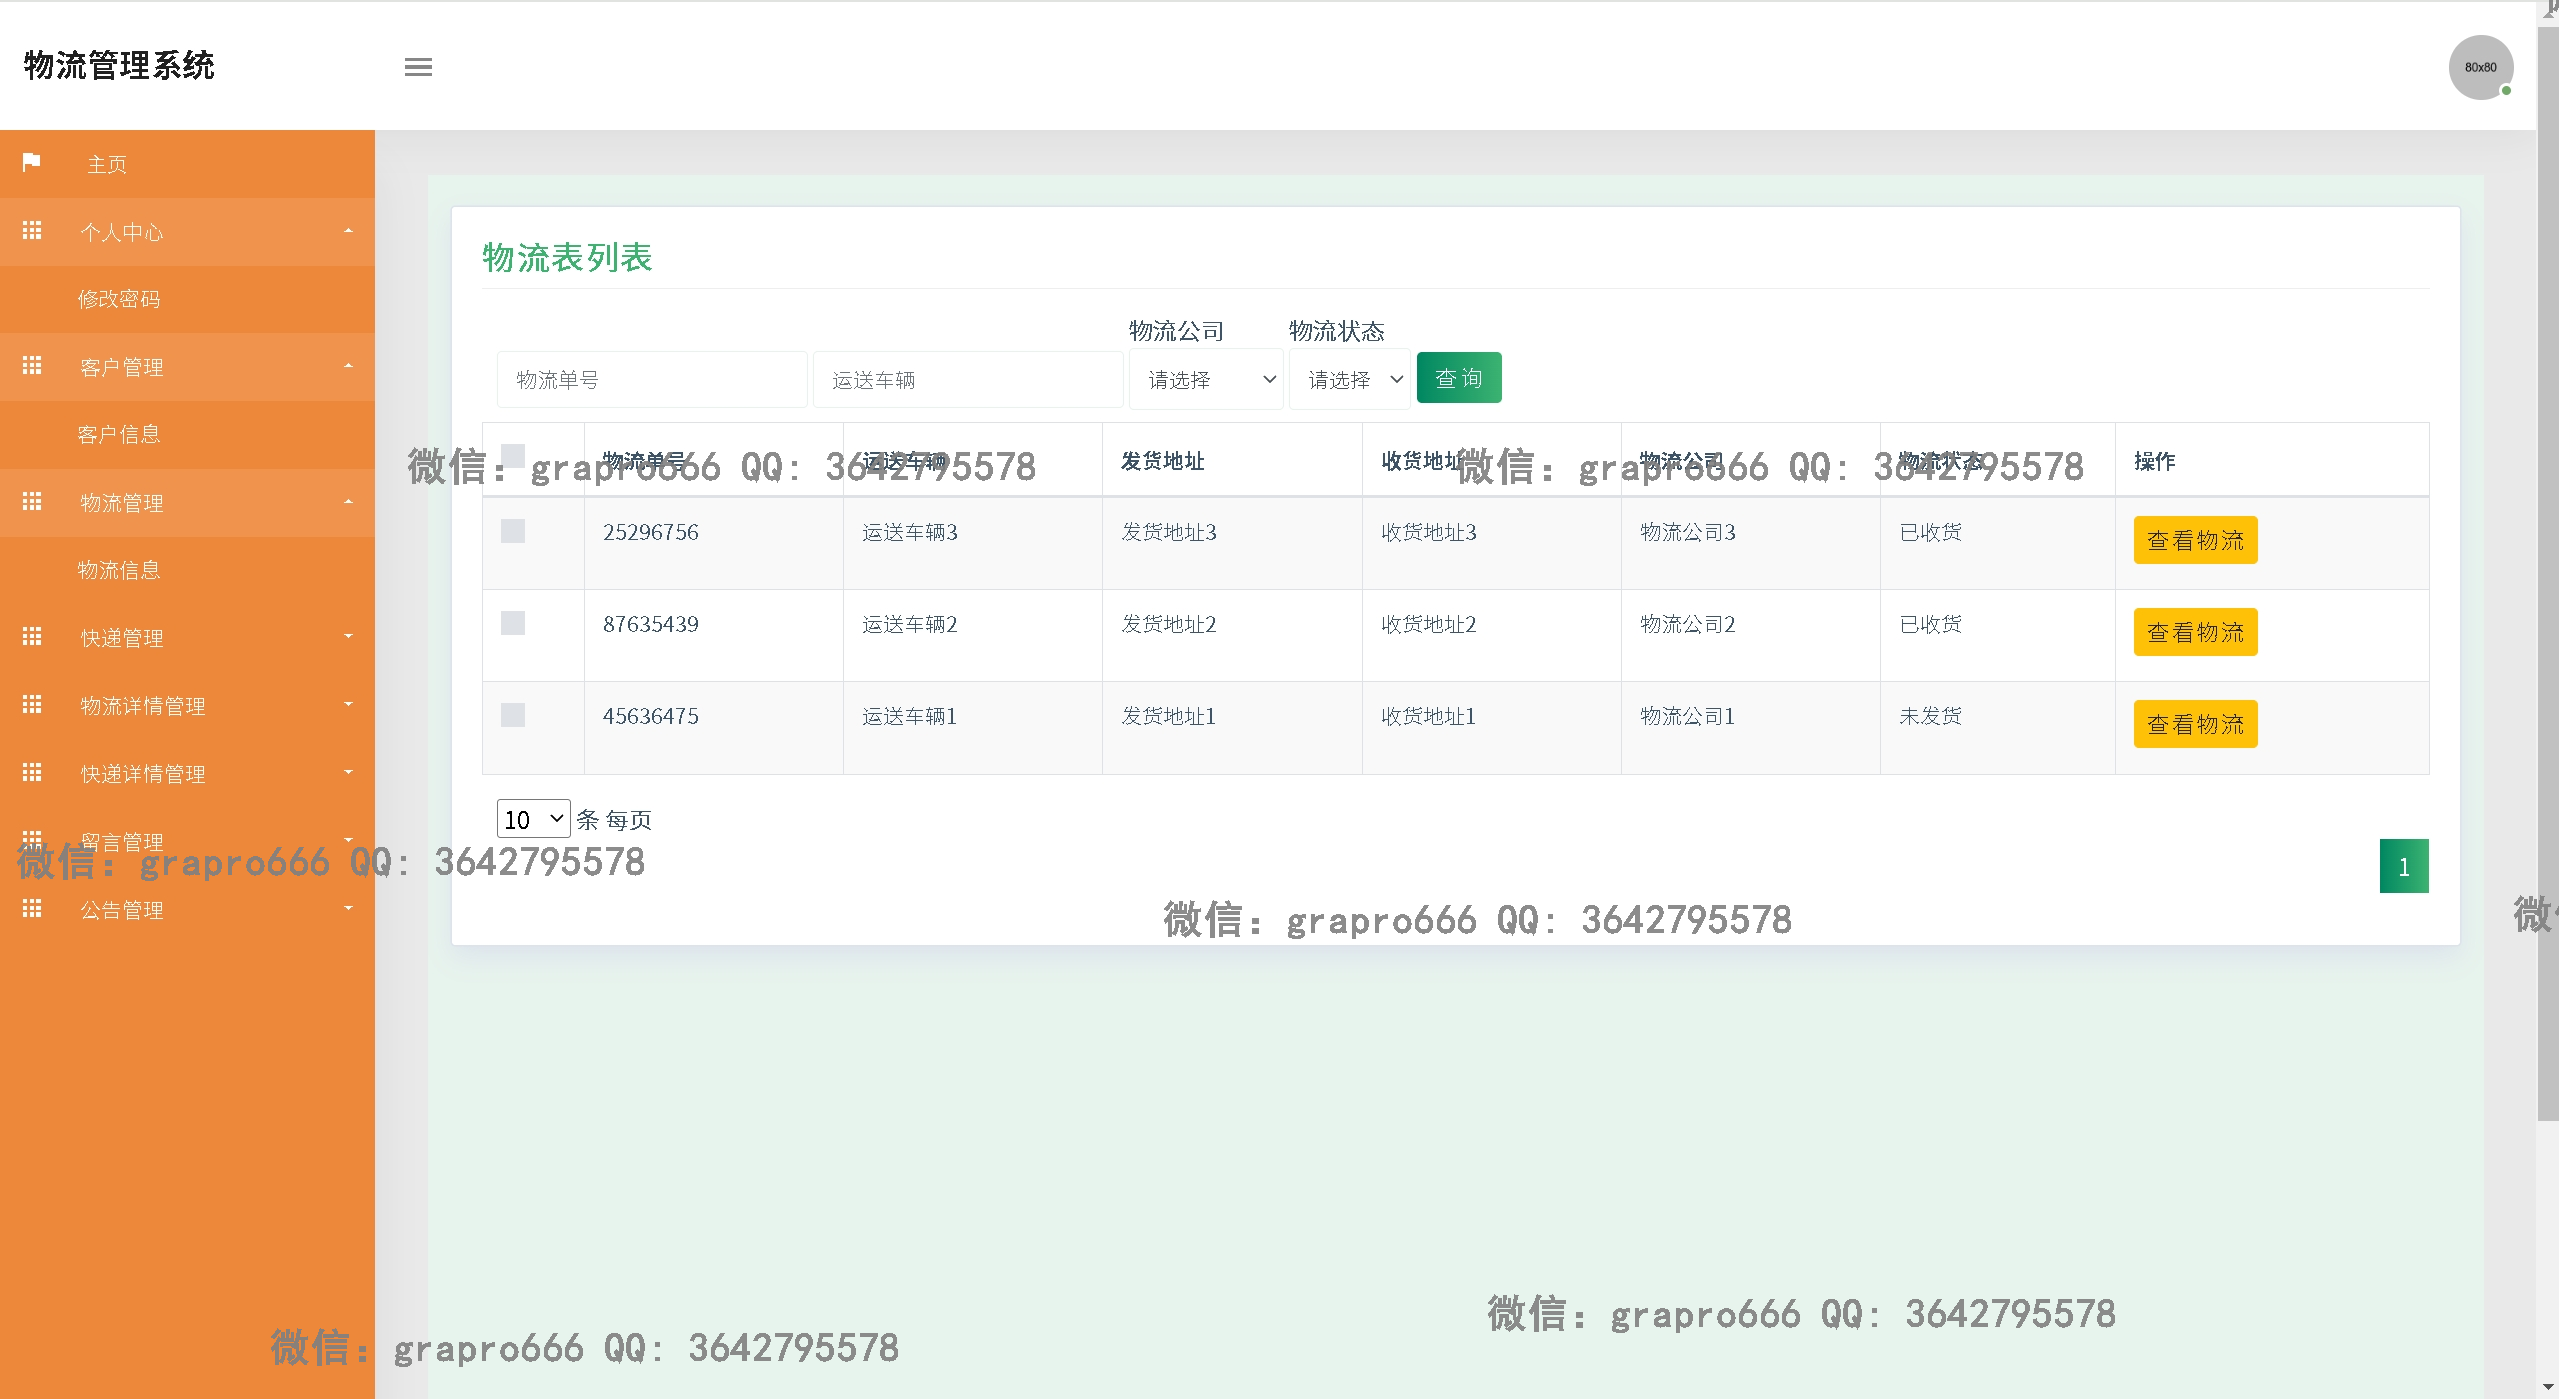 物流管理系统
80x80
主页
个人中心
修改密码
客户管理
客户信息
物流管理
物流信息
快递管理
物流详情管理
快递详情管理
留言管理
公告管理
物流表列表
物流公司 物流状态
物流单号 运送车辆 请选择 请选择 查询
物流单号 运送车辆 发货地址 收货地址 物流公司 物流状态 操作
微信：grapro666 QQ: 3642795578 微信：grapro666 QQ: 3642795578
25296756 运送车辆3 发货地址3 收货地址3 物流公司3 已收货 查看物流
87635439 运送车辆2 发货地址2 收货地址2 物流公司2 已收货 查看物流
45636475 运送车辆1 发货地址1 收货地址1 物流公司1 未发货 查看物流
10 条 每页
微信：grapro666 QQ: 3642795578
1
微信：grapro666 QQ: 3642795578
微
微信：grapro666 QQ: 3642795578
微信：grapro666 QQ: 3642795578